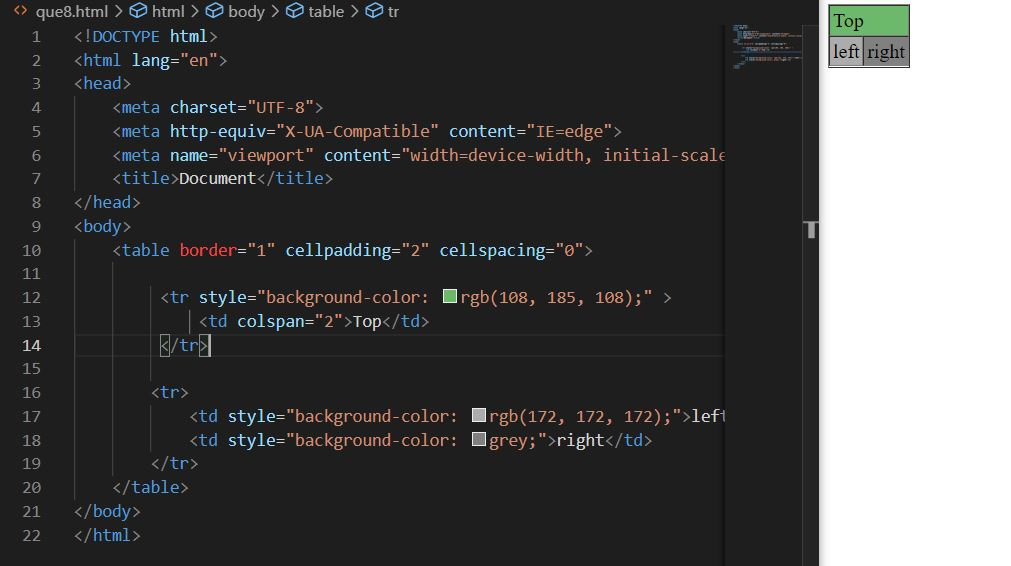 que8.html > html > body > table > tr
1 <!DOCTYPE html>
2 <html lang="en">
3 <head>
4 <meta charset="UTF-8">
5 <meta http-equiv="X-UA-Compatible" content="IE=edge">
6 <meta name="viewport" content="width=device-width, initial-scale
7 <title>Document</title>
8 </head>
9 <body>
10 <table border="1" cellpadding="2" cellspacing="0">
11
12 <tr style="background-color: rgb(108, 185, 108);" >
13 <td colspan="2">Top</td>
14 </tr>
15
16 <tr>
17 <td style="background-color: rgb(172, 172, 172);">left
18 <td style="background-color: grey;">right</td>
19 </tr>
20 </table>
21 </body>
22 </html>
Top
left right
T